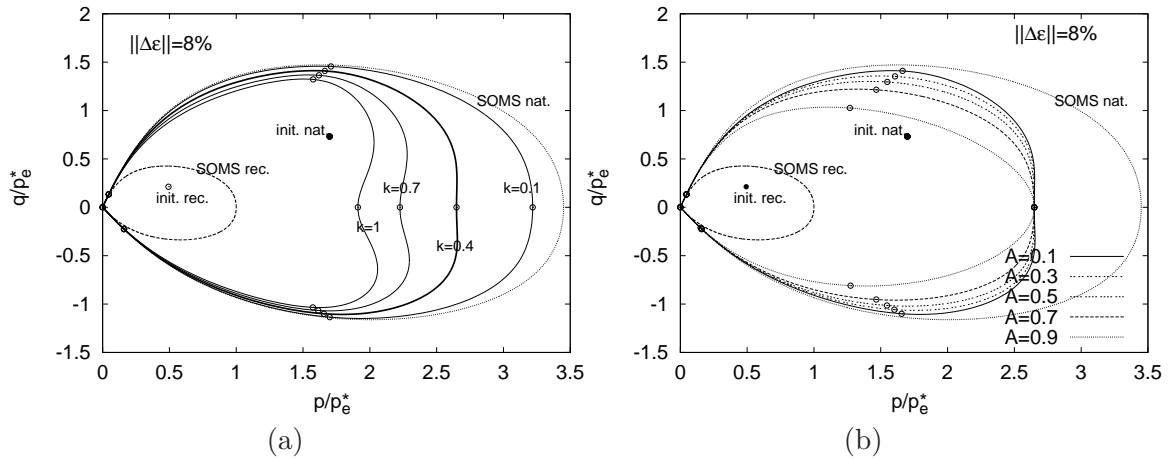 ||Δε||=8%
SOMS nat.
init. nat.
SOMS rec.
init. rec.
k=0.7
k=0.1
k=1
k=0.4
2
1.5
1
0.5
0
-0.5
-1
-1.5
q/p*e
0 0.5 1 1.5 2 2.5 3 3.5
p/p*e
(a)
||Δε||=8%
SOMS nat.
init. nat.
SOMS rec.
init. rec.
A=0.1
A=0.3
A=0.5
A=0.7
A=0.9
2
1.5
1
0.5
0
-0.5
-1
-1.5
q/p*e
0 0.5 1 1.5 2 2.5 3 3.5
p/p*e
(b)